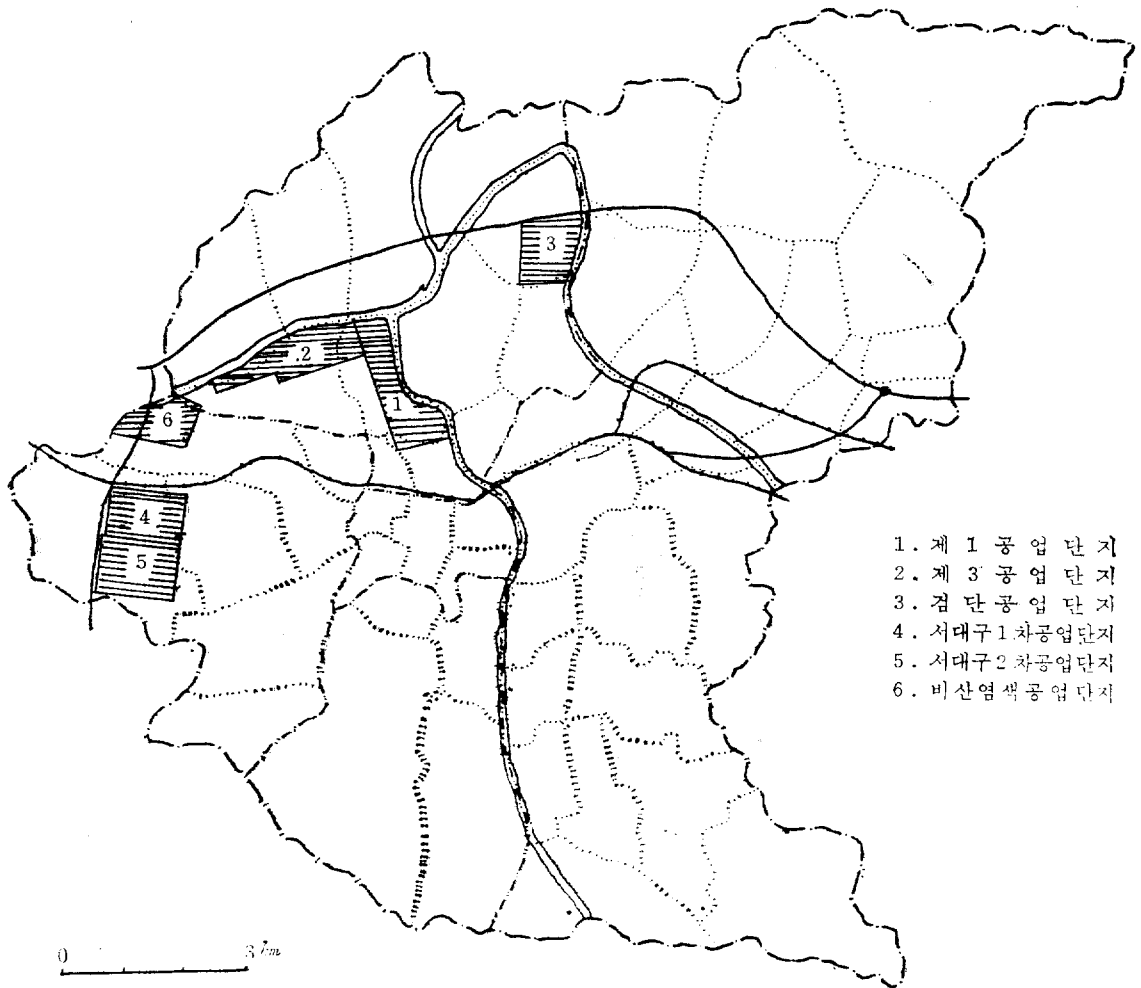 3
2
1
6
4
5
1. 제 1 공 업 단 지
2. 제 3 공 업 단 지
3. 검 단 공 업 단 지
4. 서대구 1차공업단지
5. 서대구 2차공업단지
6. 비산염색공업단지
0 3 km